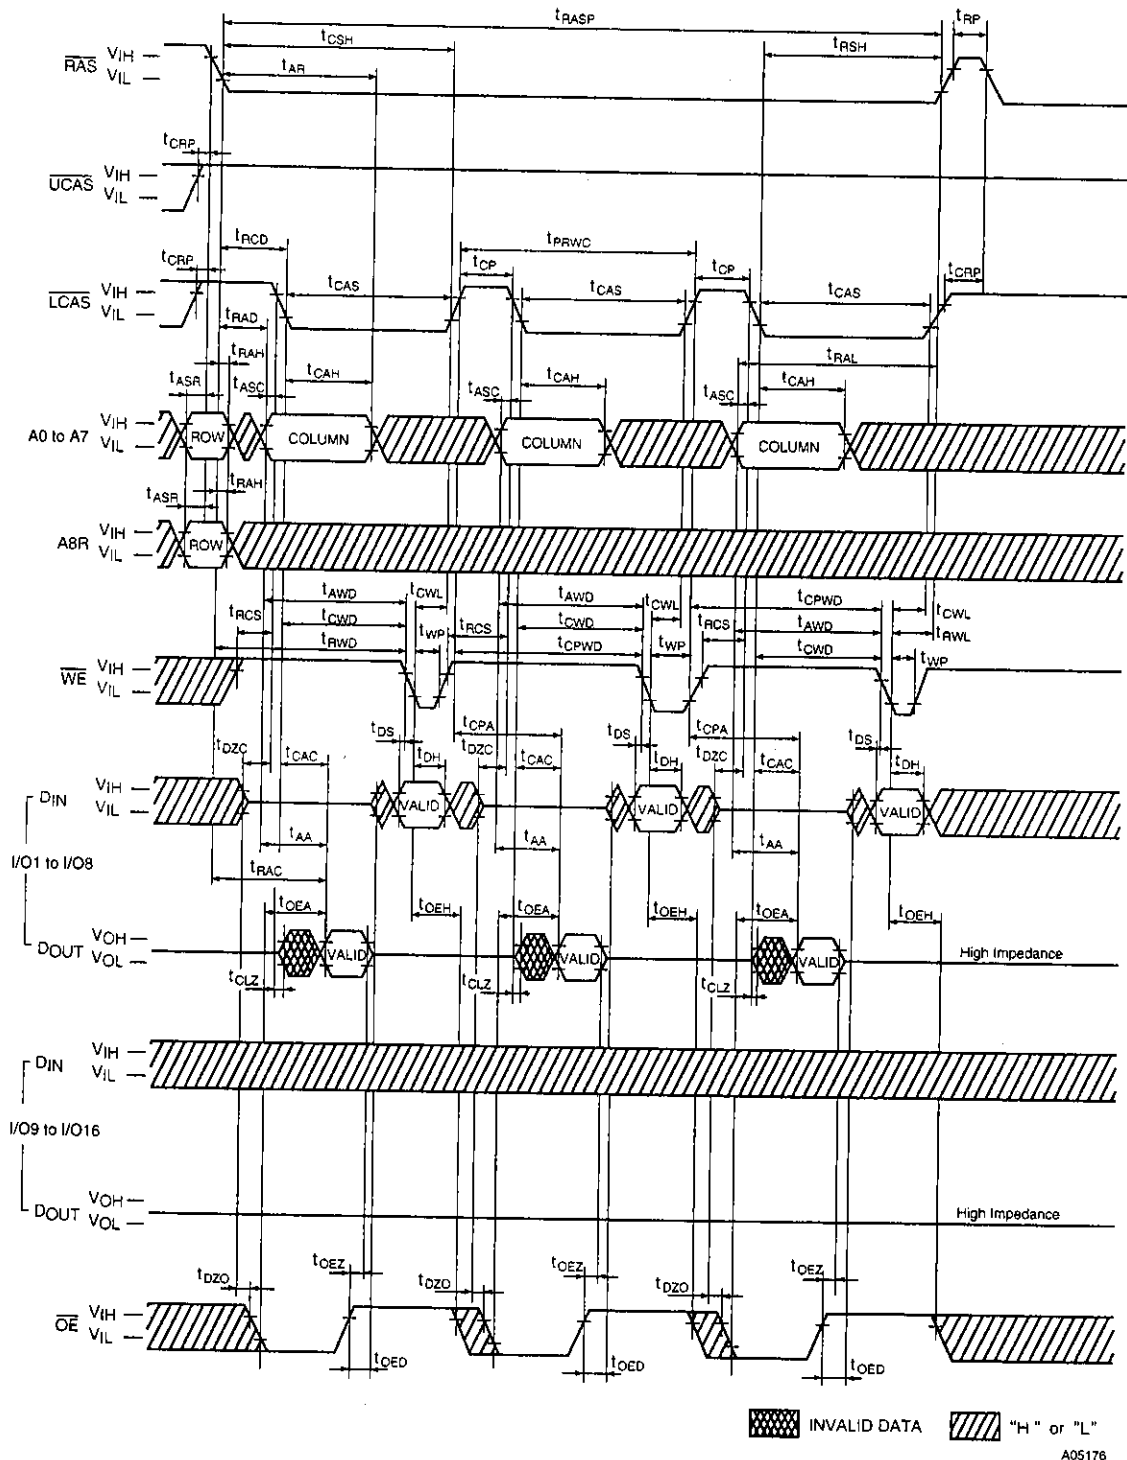 tRASP
tRP
tCSH
tRSH
tAR
RAS VIH
VIL
tCRP
UCAS VIH
VIL
tRCD
tPRWC
tCRP
tCP
tCP
tCRP
LCAS VIH
VIL
tCAS
tCAS
tCAS
tRAD
tRAH
tRAL
tASR
tASC
tCAH
tASC
tCAH
tASC
tCAH
A0 to A7 VIH
VIL
ROW
COLUMN
COLUMN
COLUMN
tASR
tRAH
A8R VIH
VIL
ROW
tAWD
tCWL
tAWD
tCWL
tCPWD
tCWL
tRCS
tCWD
tWP
tRCS
tCWD
tRCS
tAWD
tRWL
tRWD
tCPWD
tWP
tCWD
tWP
WE VIH
VIL
tCPA
tCPA
tDS
tDS
tDS
tDZC
tCAC
tDH
tDZC
tCAC
tDH
tDZC
tCAC
tDH
DIN VIH
VIL
VALID
VALID
VALID
tAA
tAA
tAA
I/O1 to I/O8
tRAC
tOEA
tOEH
tOEA
tOEH
tOEA
tOEH
DOUT VOH
VOL
VALID
VALID
VALID
High Impedance
tCLZ
tCLZ
tCLZ
DIN VIH
VIL
I/O9 to I/O16
DOUT VOH
VOL
High Impedance
tDZO
tOEZ
tDZO
tOEZ
tDZO
tOEZ
OE VIH
VIL
tOED
tOED
tOED
INVALID DATA
"H" or "L"
A05176